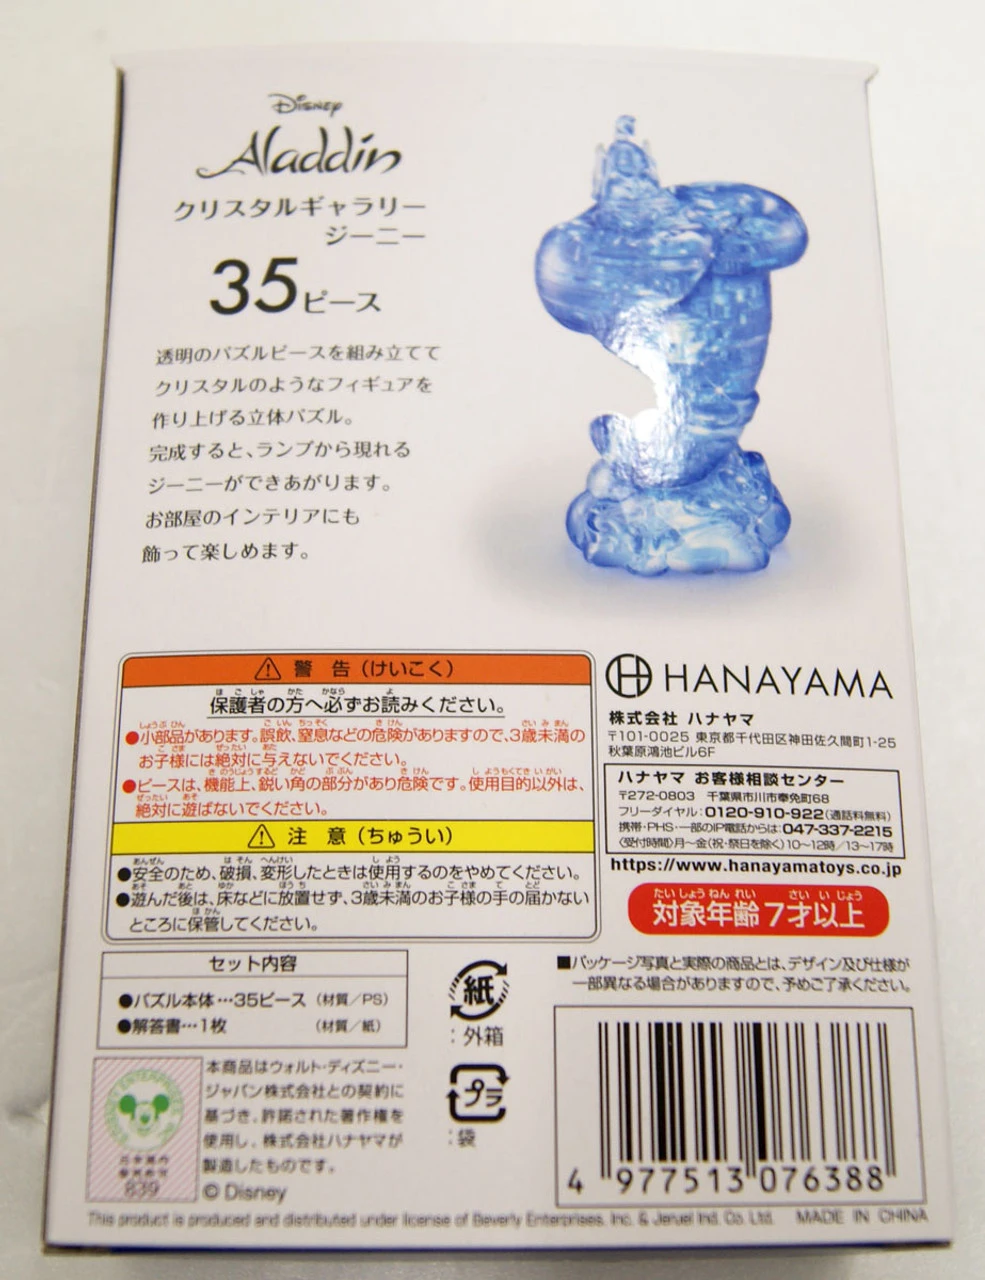 Disney
Aladdin
クリスタルギャラリー
ジーニー
35ピース
透明のパズルピースを組み立てて
クリスタルのようなフィギュアを
作り上げる立体パズル。
完成すると、ランプから現れる
ジーニーができあがります。
お部屋のインテリアにも
飾って楽しめます。
⚠ 警 告 (けいこく)
保護者の方へ必ずお読みください。
●小部品があります。誤飲、窒息などの危険がありますので、3歳未満の
お子様には絶対に与えないでください。
●ピースは、機能上、鋭い角の部分があり危険です。使用目的以外は、
絶対に遊ばないでください。
⚠ 注 意 (ちゅうい)
●安全のため、破損、変形したときは使用するのをやめてください。
●遊んだ後は、床などに放置せず、3歳未満のお子様の手の届かない
ところに保管してください。
HANAYAMA
株式会社 ハナヤマ
〒101-0025 東京都千代田区神田佐久間町1-25
秋葉原鴻池ビル6F
ハナヤマ お客様相談センター
〒272-0803 千葉県市川市奉免町68
フリーダイヤル:0120-910-922(通話料無料)
携帯・PHS・一部のIP電話からは:047-337-2215
〈受付時間〉月〜金(祝・祭日を除く)10〜12時/13〜17時
https://www.hanayamatoys.co.jp
たいしょうねんれい さいいじょう
対象年齢7才以上
セット内容
●パズル本体…35ピース (材質/PS)
●解答書…1枚 (材質/紙)
紙
:外箱
プラ
:袋
■パッケージ写真と実際の商品とは、デザイン及び仕様が
一部異なる場合がありますので、予めご了承ください。
本商品はウォルト・ディズニー・
ジャパン株式会社との契約に
基づき、許諾された著作権を
使用し、株式会社ハナヤマが
製造したものです。
© Disney
839
4 977513 076388
This product is produced and distributed under license of Beverly Enterprises, Inc. & Jeruel Ind. Co. Ltd. MADE IN CHINA